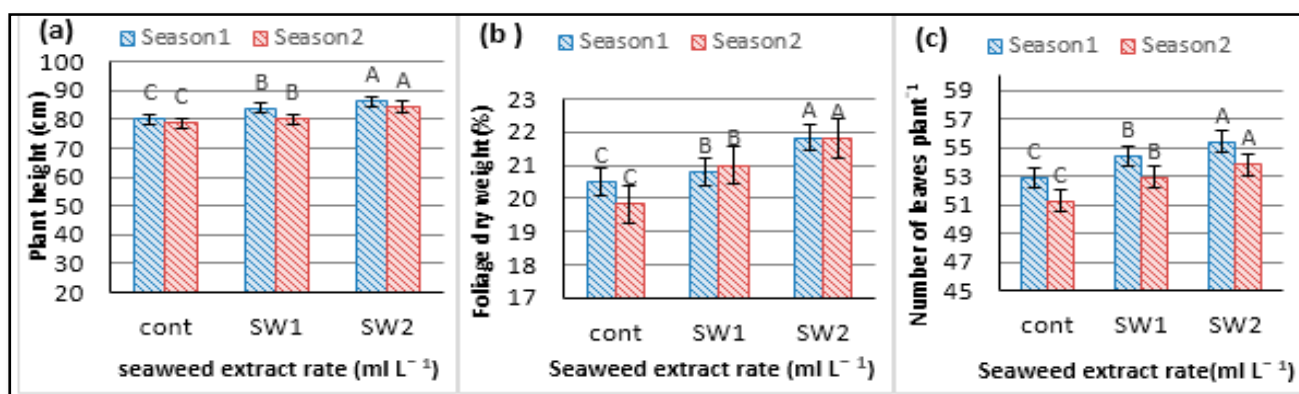 (a)
Season1 Season2
Plant height (cm)
100
90
80
70
60
50
40
30
20
C C B B A A
cont SW1 SW2
seaweed extract rate (ml L⁻ ¹)
(b )
Season1 Season2
Foliage dry weight(%)
23
22
21
20
19
18
17
C C B B A A
cont SW1 SW2
Seaweed extract rate (ml L⁻ ¹)
(c)
Season1 Season2
Number of leaves plant⁻¹
59
57
55
53
51
49
47
45
C C B B A A
cont SW1 SW2
Seaweed extract rate(ml L⁻ ¹)